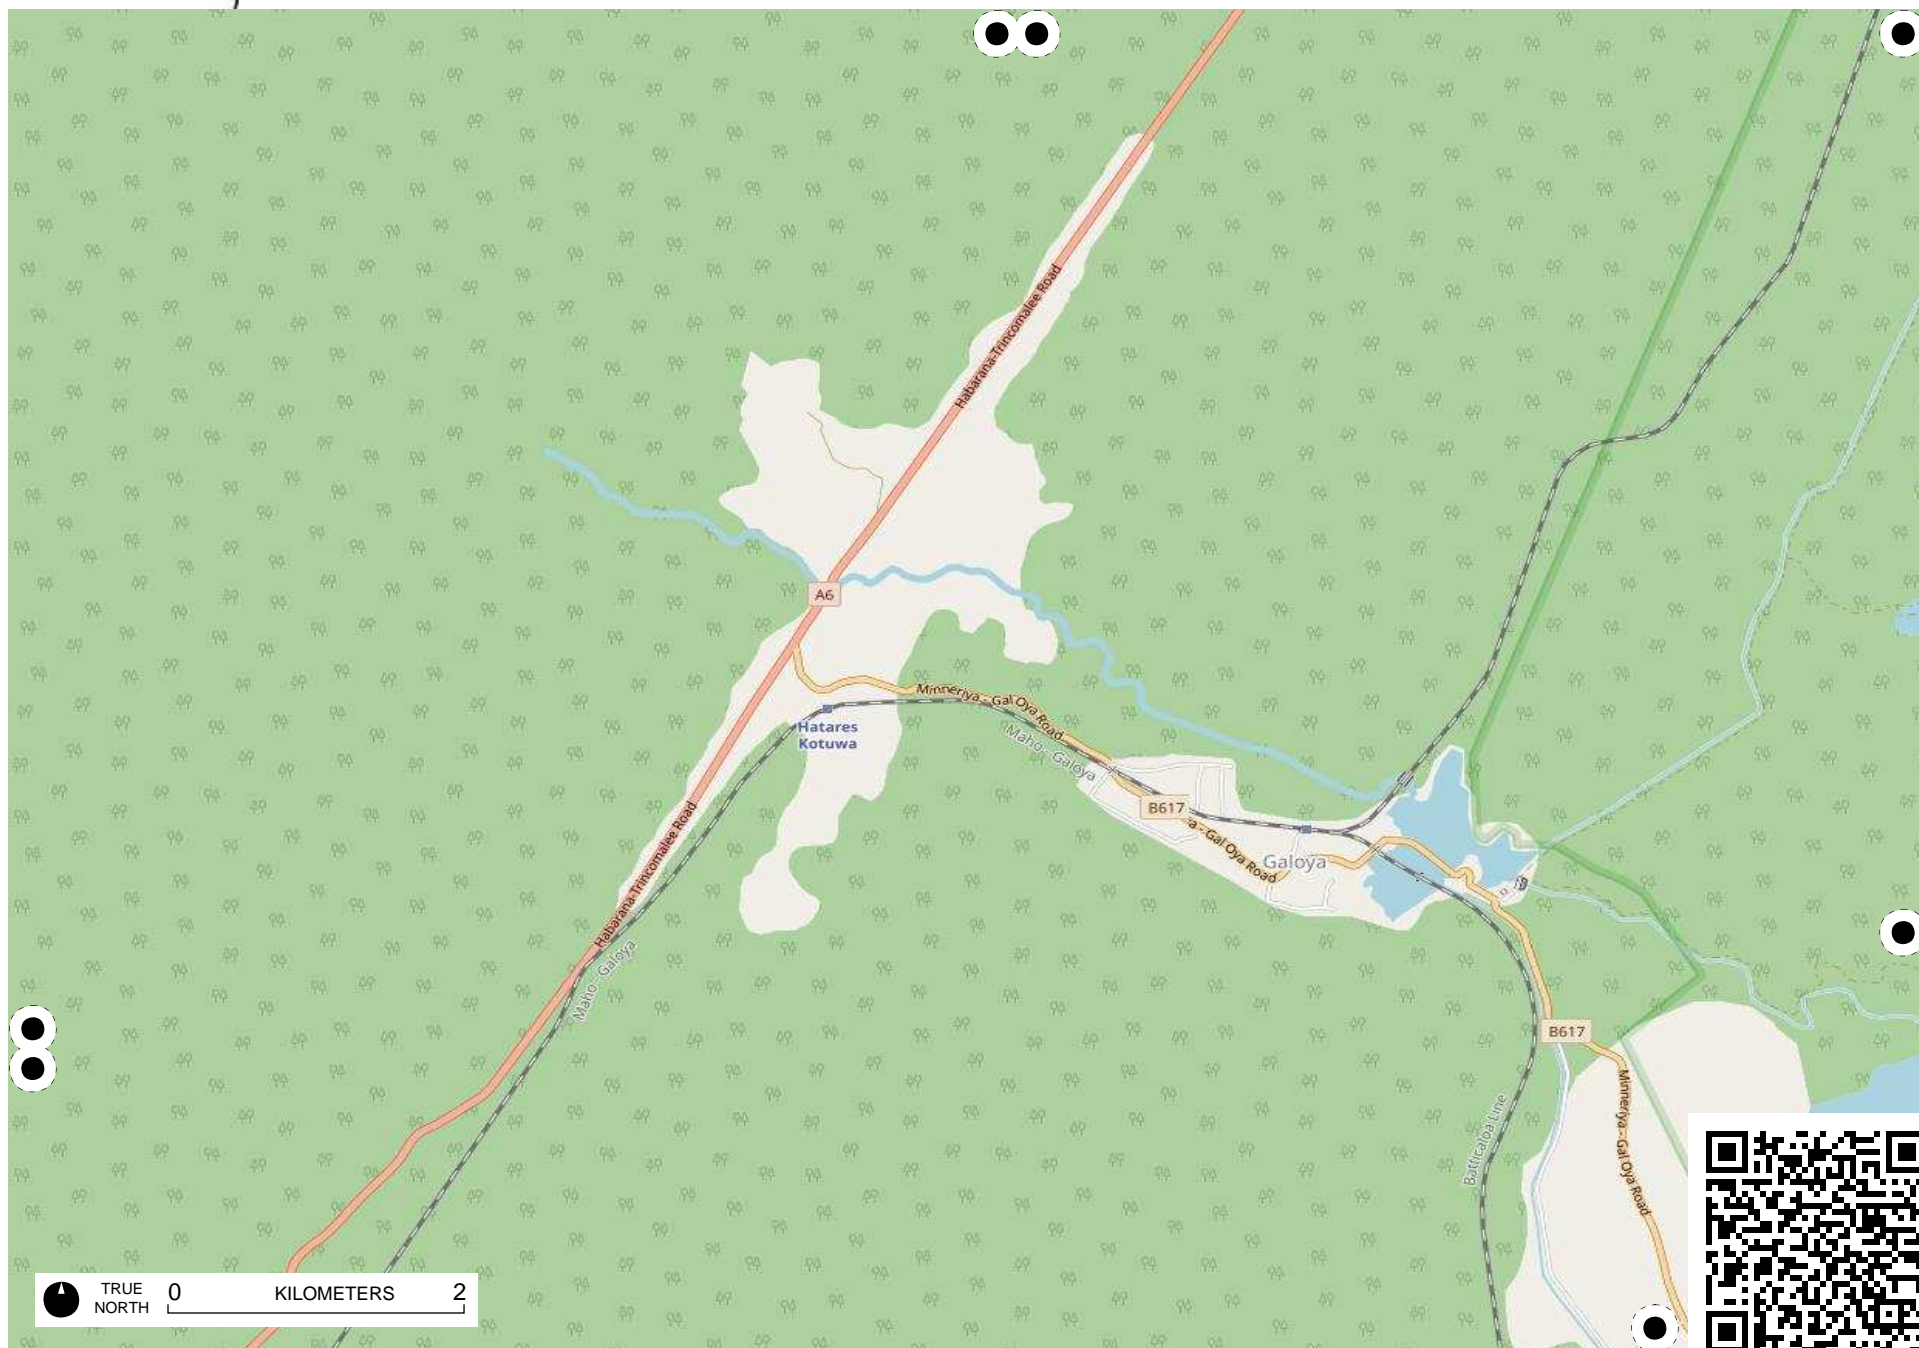 Habarana-Trincomalee Road
A6
Minneriya - Gal Oya Road
Hatares
Kotuwa
Maho - Galoya
B617
a - Gal Oya Road
Galoya
Habarana-Trincomalee Road
Maho - Galoya
B617
Minneriya - Gal Oya Road
Batticaloa Line
TRUE
NORTH
0 KILOMETERS 2